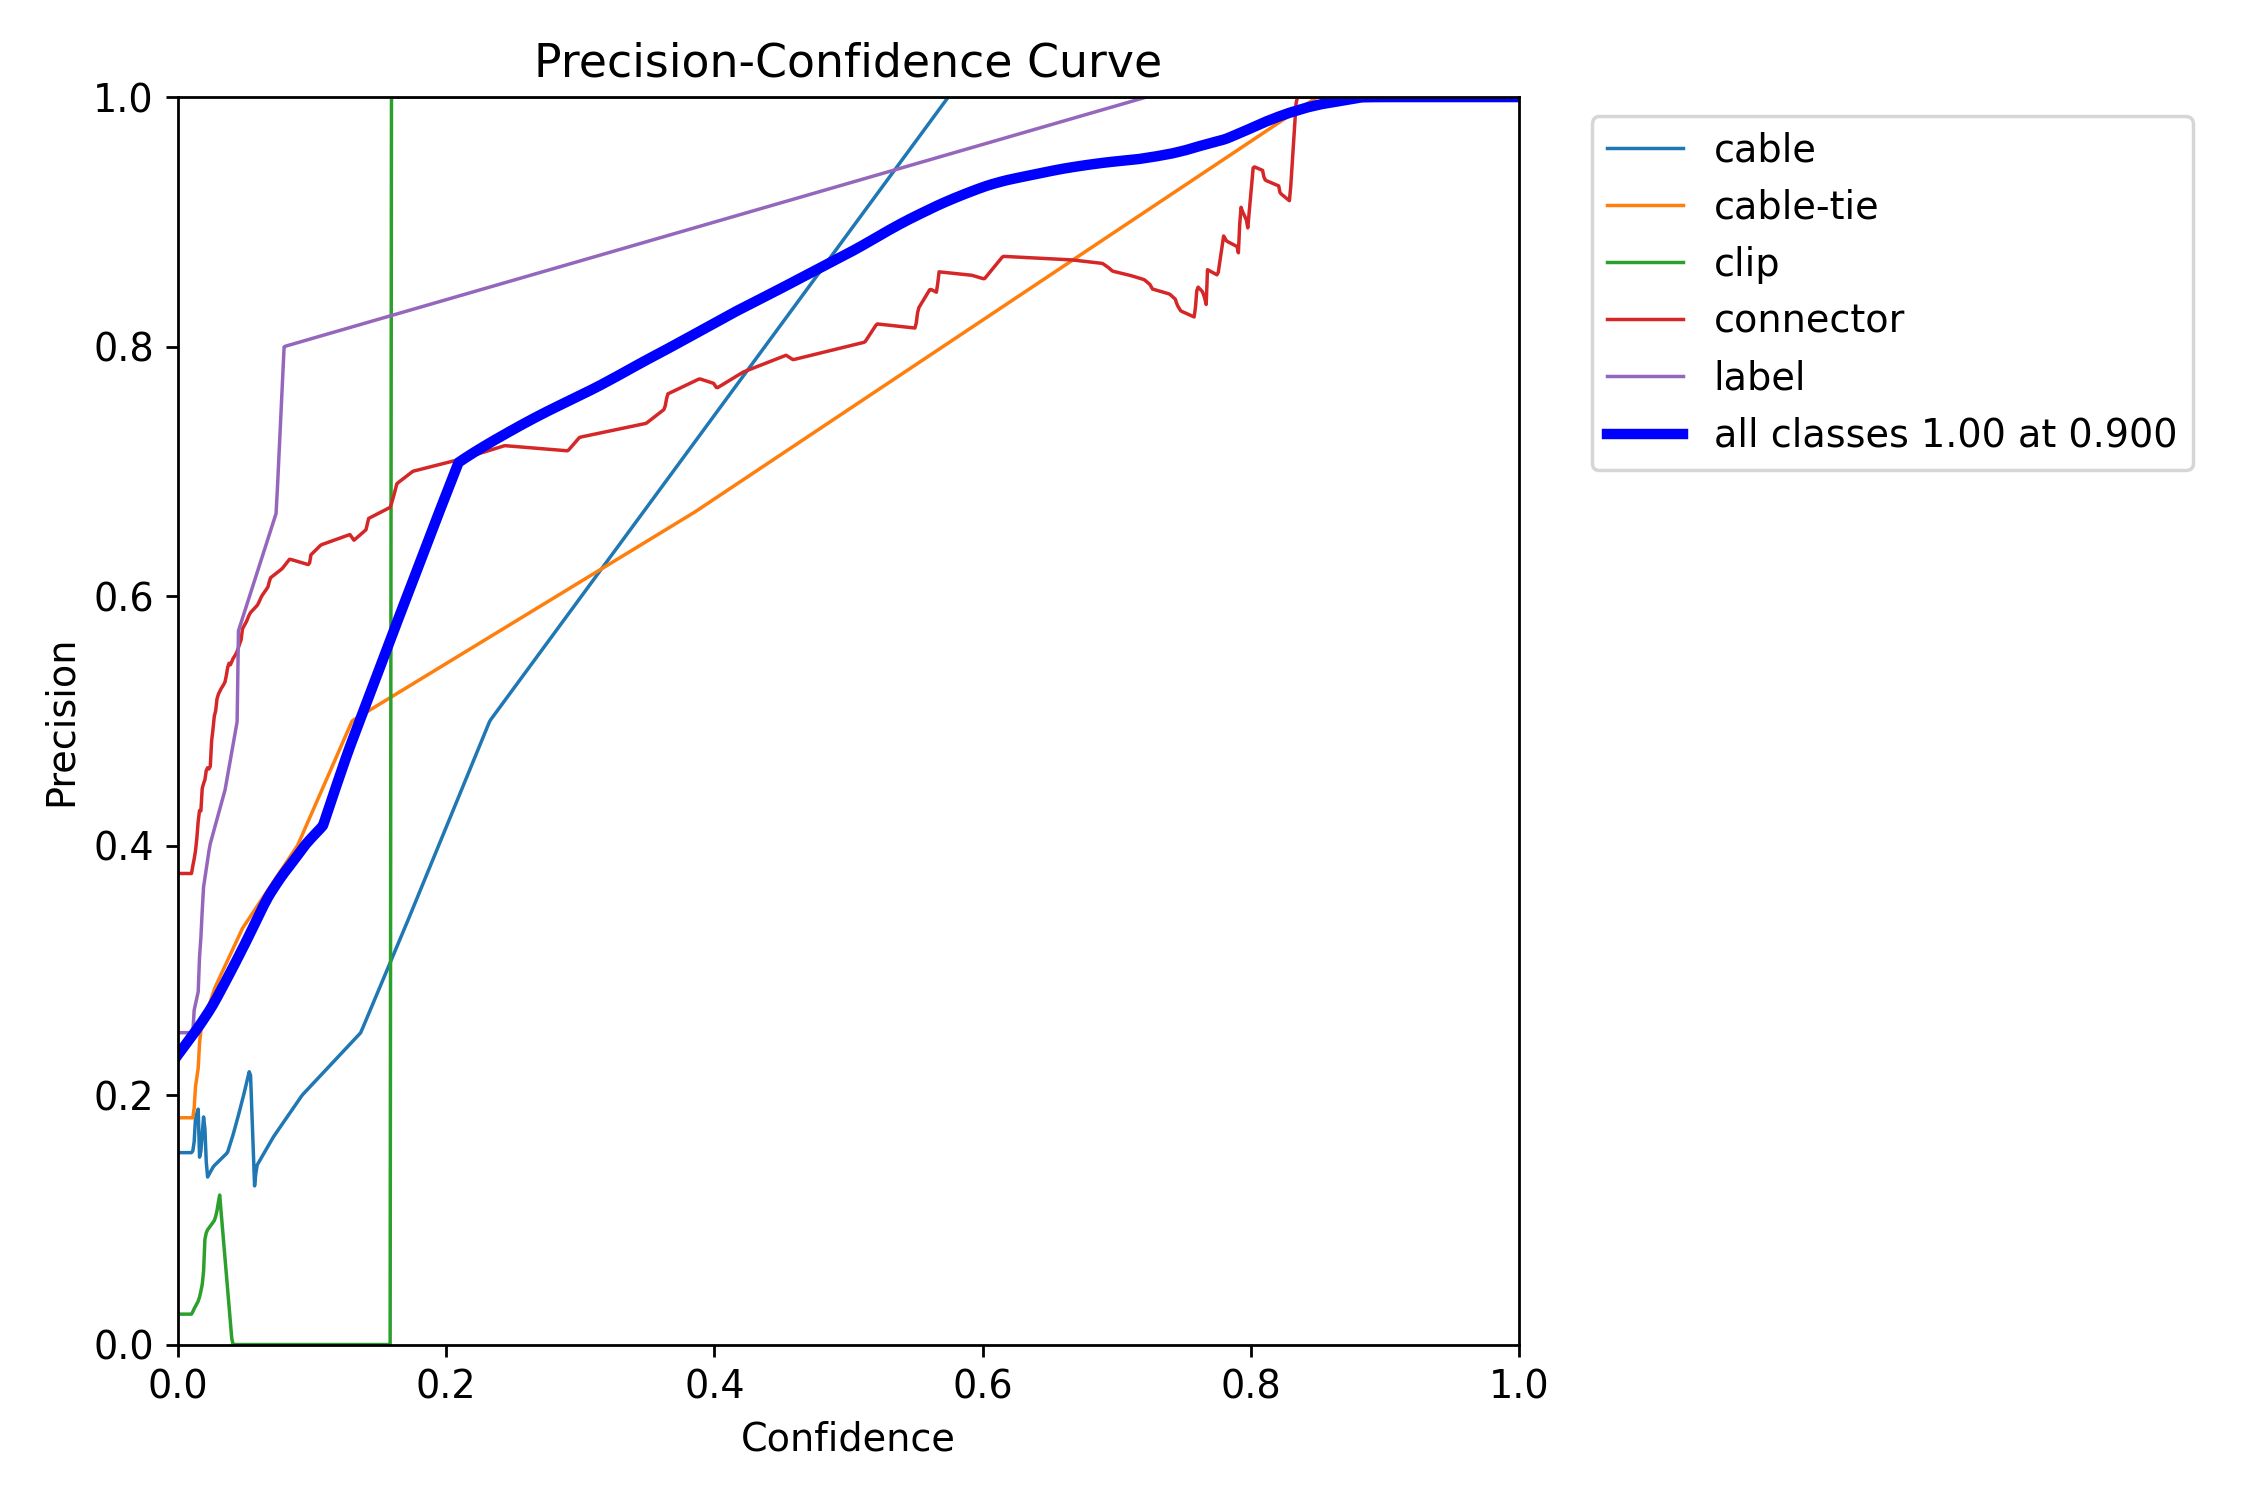 Precision-Confidence Curve
1.0
0.8
0.6
0.4
0.2
0.0
Precision
0.0 0.2 0.4 0.6 0.8 1.0
Confidence
cable
cable-tie
clip
connector
label
all classes 1.00 at 0.900